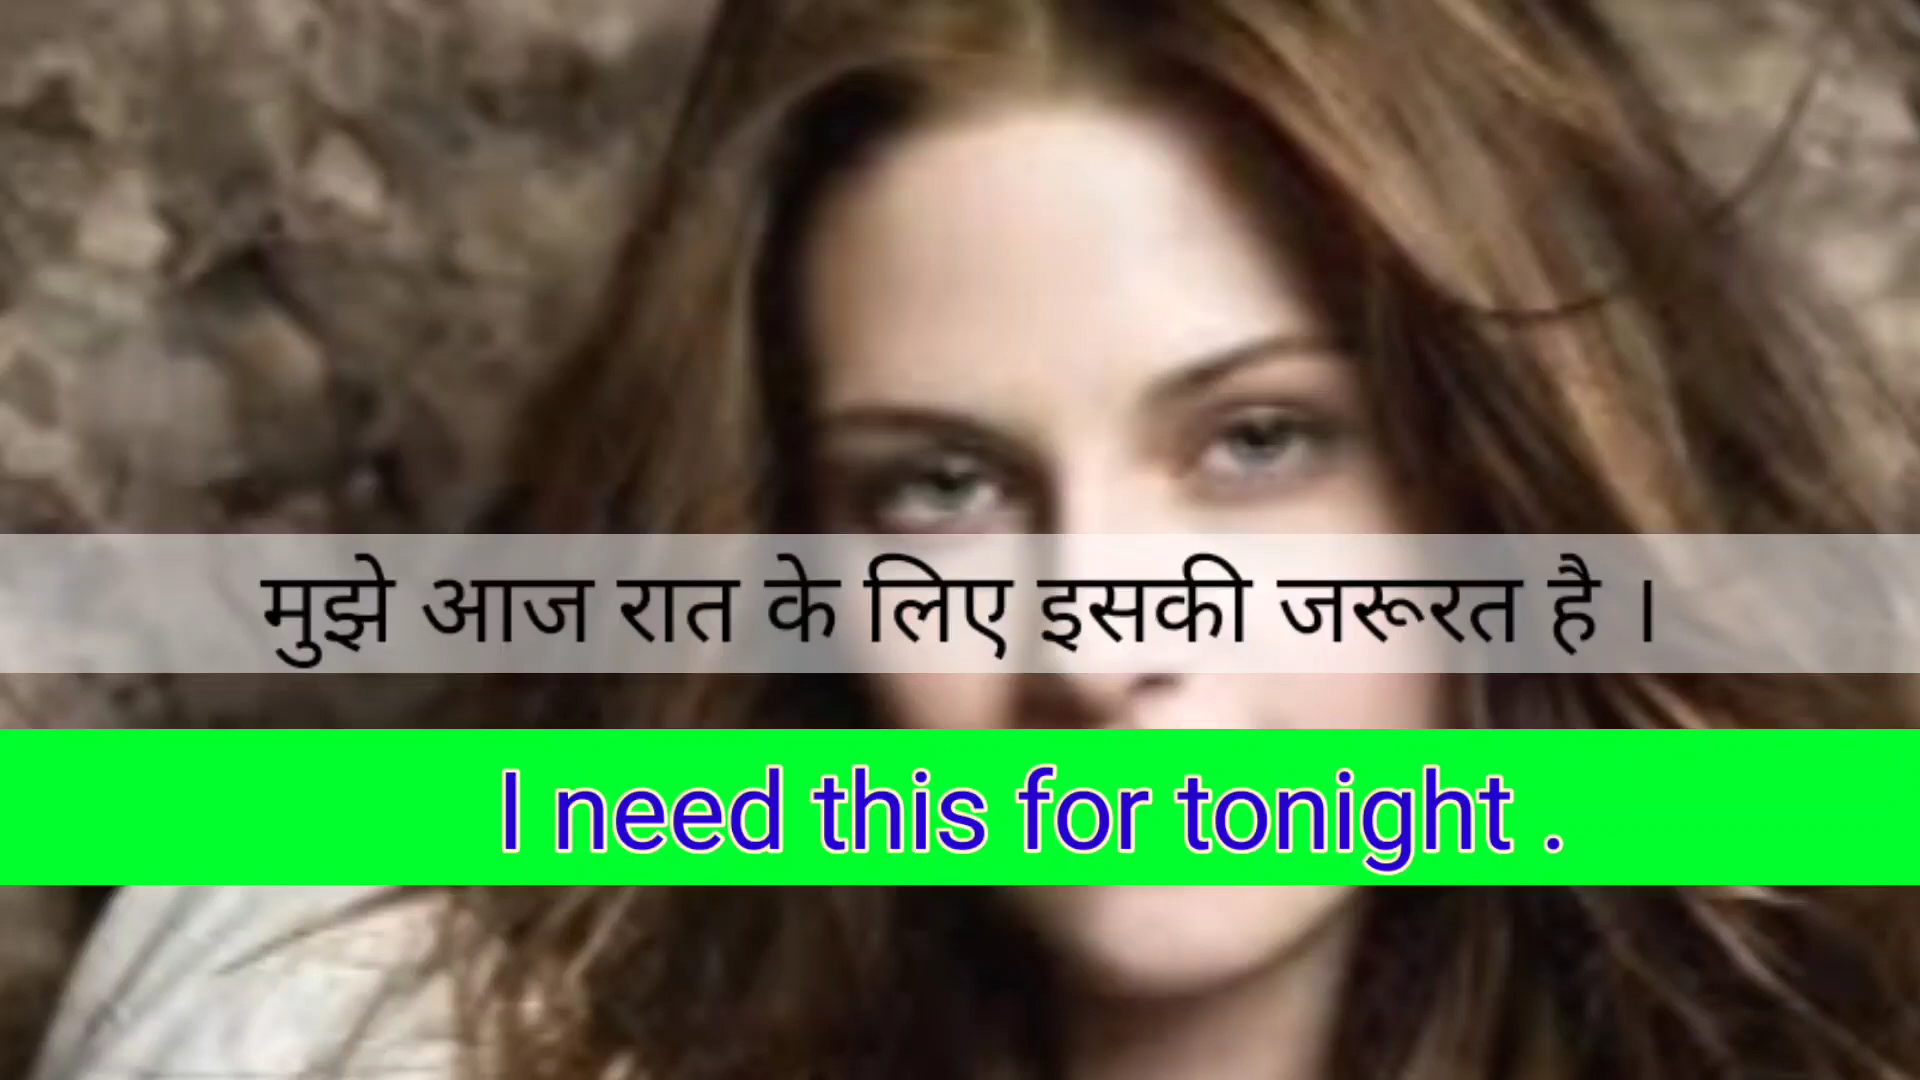 मुझे आज रात के लिए इसकी जरूरत है ।
I need this for tonight .